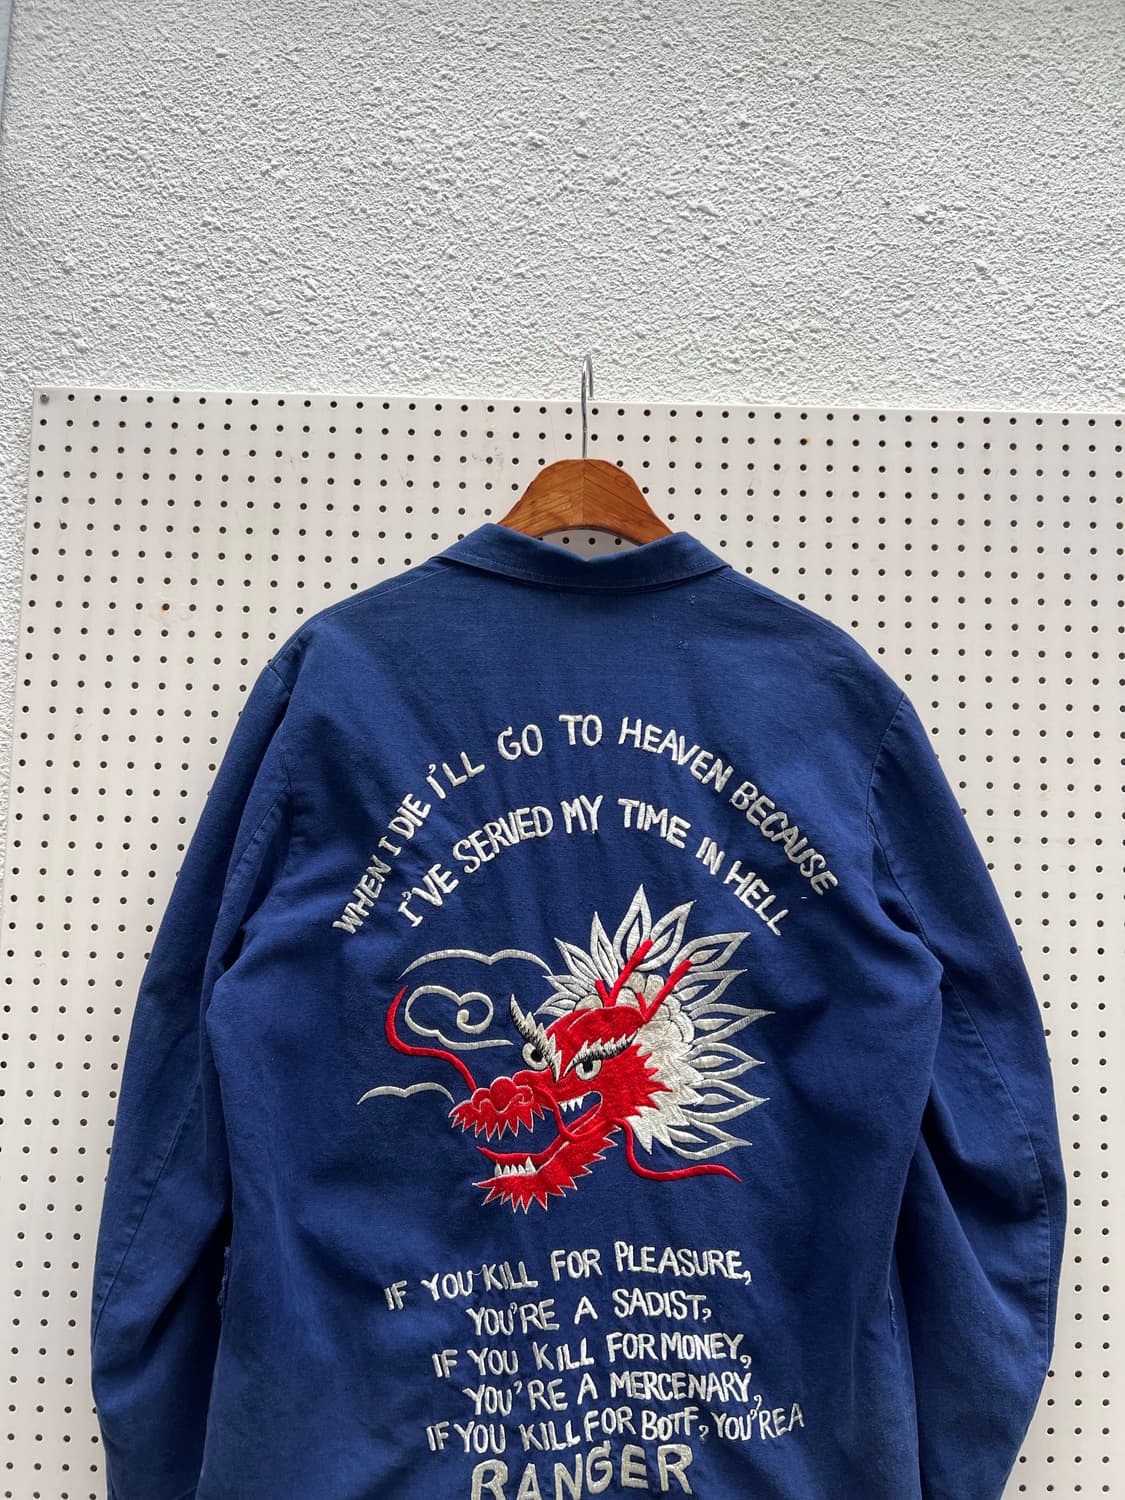 WHEN I DIE I'LL GO TO HEAVEN BECAUSE
I'VE SERVED MY TIME IN HELL
IF YOU KILL FOR PLEASURE,
YOU'RE A SADIST,
IF YOU KILL FOR MONEY,
YOU'RE A MERCENARY,
IF YOU KILL FOR BOTF, YOU'RE A
RANGER